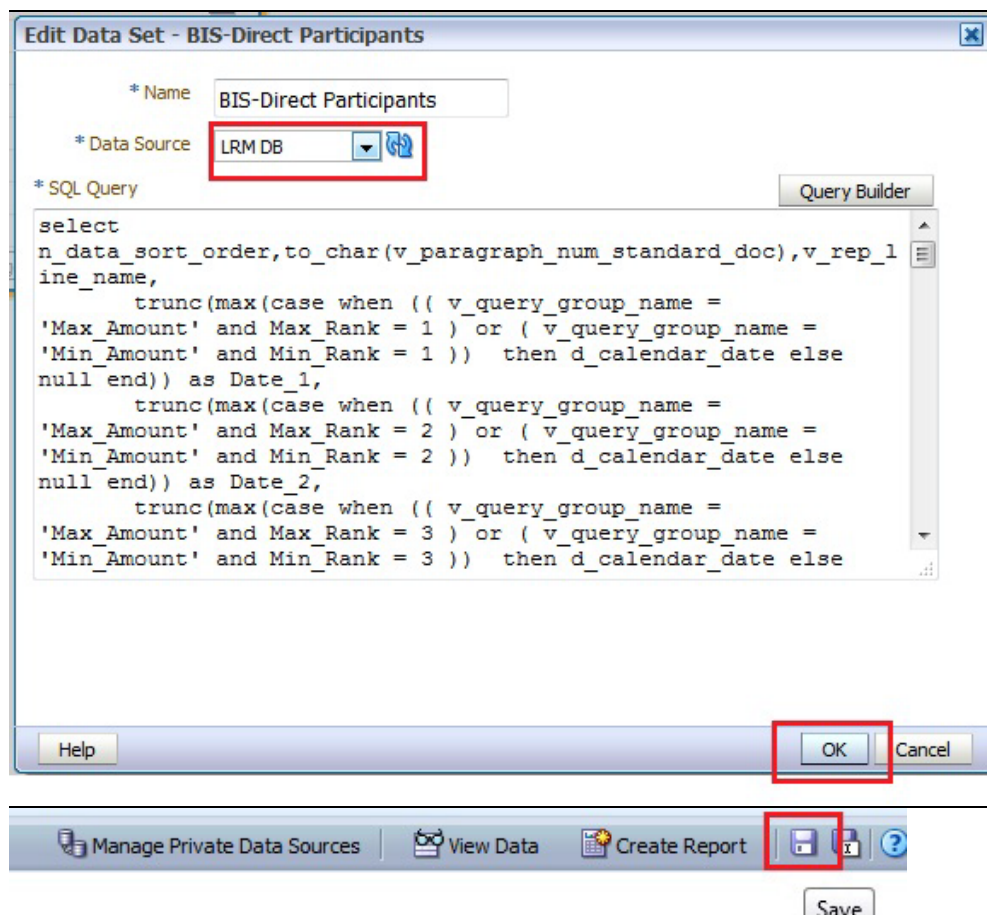 Edit Data Set - BIS-Direct Participants
* Name BIS-Direct Participants
* Data Source LRM DB
* SQL Query Query Builder
select
n_data_sort_order,to_char(v_paragraph_num_standard_doc),v_rep_l
ine_name,
trunc(max(case when (( v_query_group_name =
'Max_Amount' and Max_Rank = 1 ) or ( v_query_group_name =
'Min_Amount' and Min_Rank = 1 ))  then d_calendar_date else
null end)) as Date_1,
trunc(max(case when (( v_query_group_name =
'Max_Amount' and Max_Rank = 2 ) or ( v_query_group_name =
'Min_Amount' and Min_Rank = 2 ))  then d_calendar_date else
null end)) as Date_2,
trunc(max(case when (( v_query_group_name =
'Max_Amount' and Max_Rank = 3 ) or ( v_query_group_name =
'Min_Amount' and Min_Rank = 3 ))  then d_calendar_date else
Help OK Cancel
Manage Private Data Sources View Data Create Report
Save